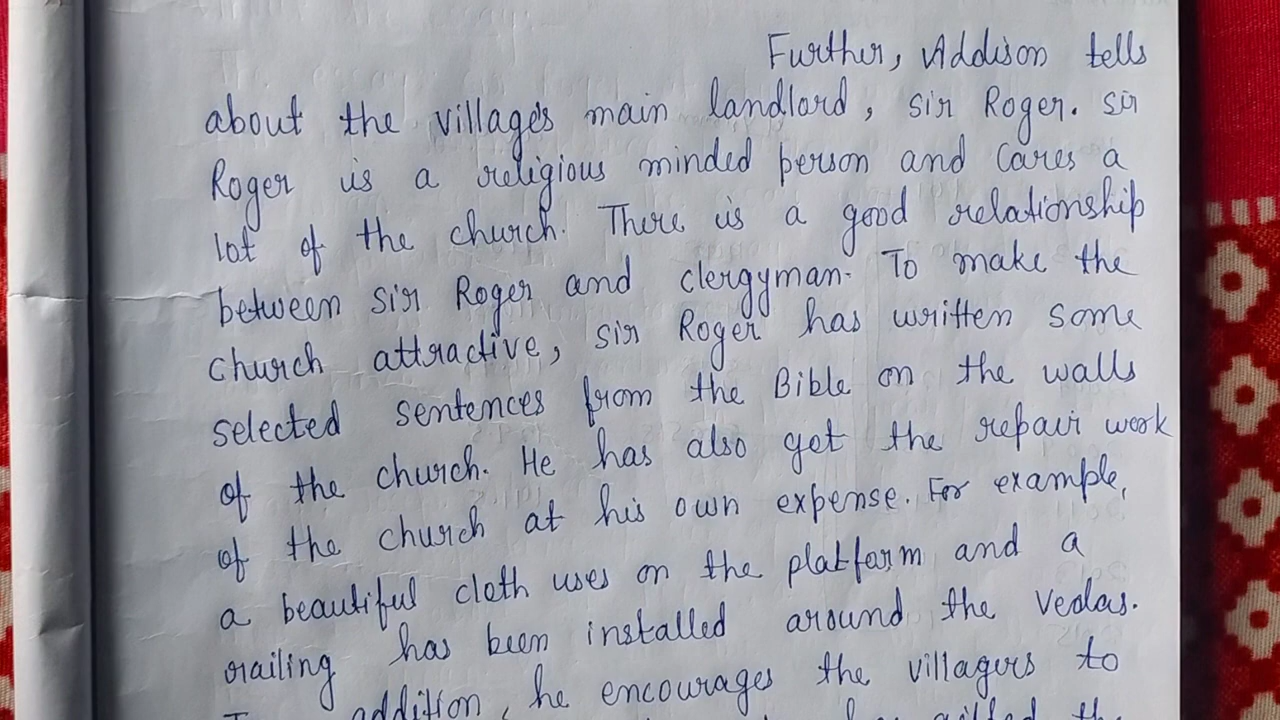 Further, Addison tells
about the village's main landlord, sir Roger. sir
Roger is a religious minded person and cares a
lot of the church. There is a good relationship
between sir Roger and clergyman. To make the
church attractive, sir Roger has written some
selected sentences from the Bible on the walls
of the church. He has also get the repair work
of the church at his own expense. For example,
a beautiful cloth uses on the platform and a
railing has been installed around the Vedas.
In addition, he encourages the villagers to
the